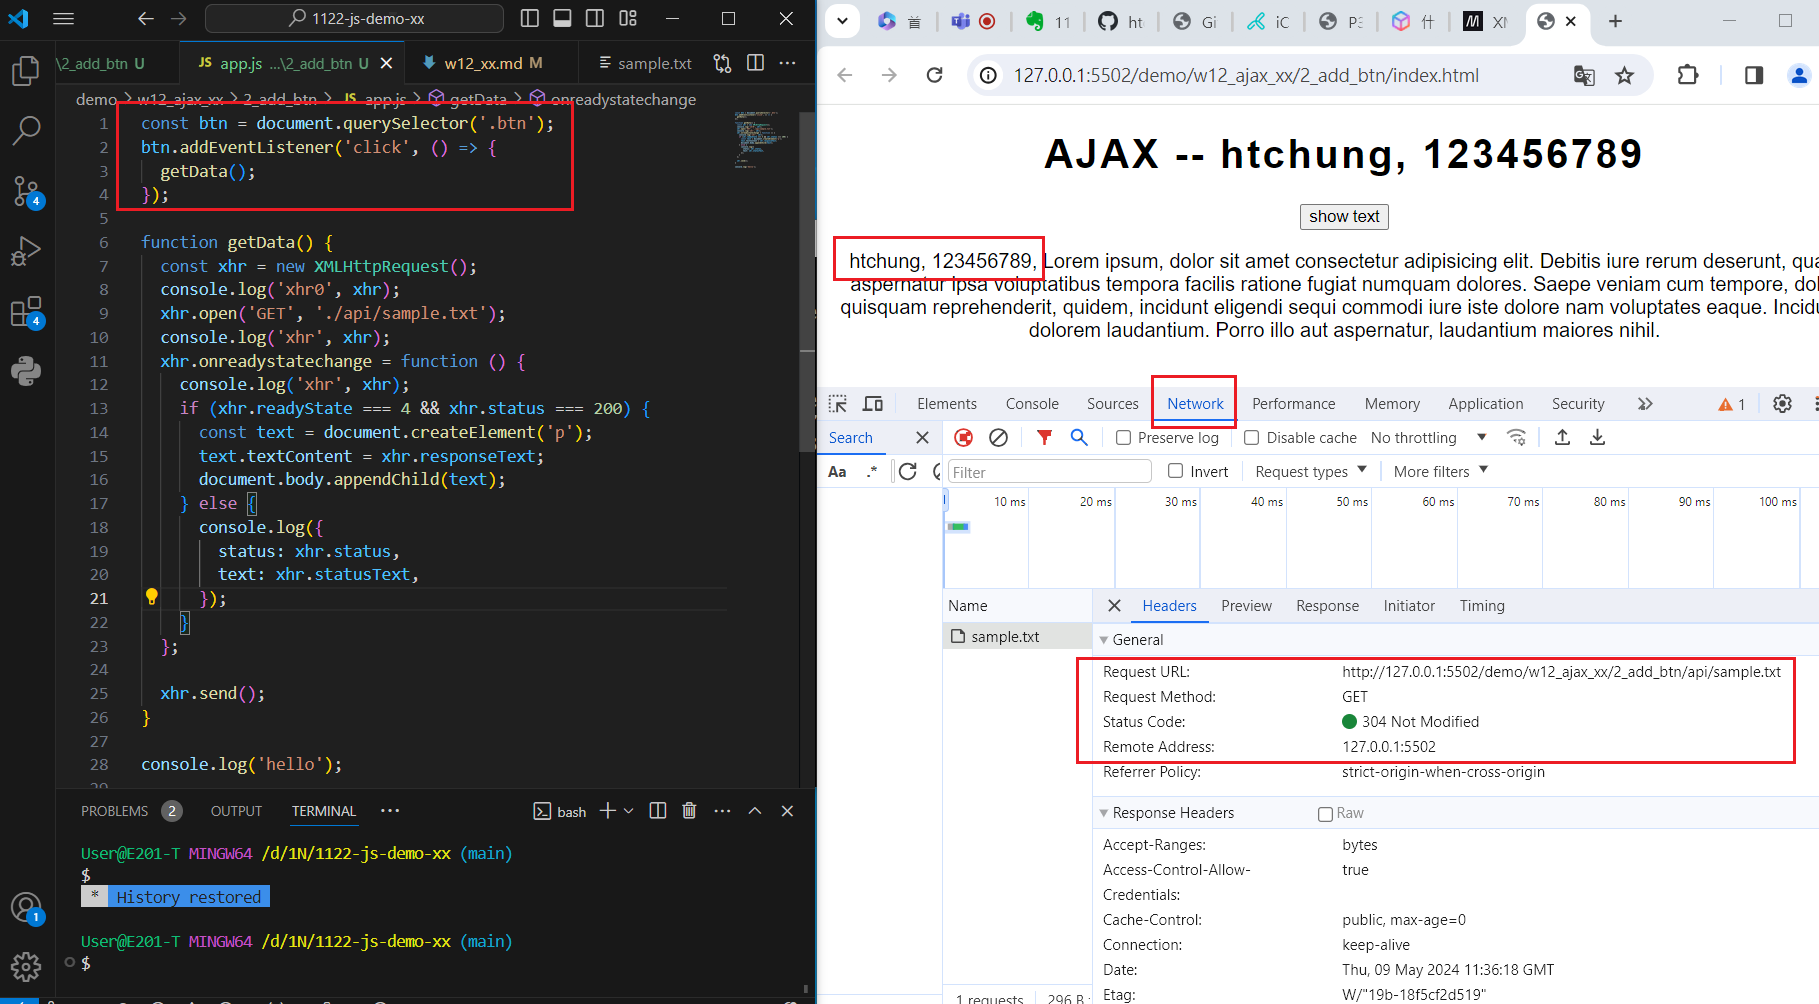 1122-js-demo-xx
\2_add_btn U
JS app.js ...\2_add_btn U
w12_xx.md M
sample.txt
demo > w12_ajax_xx > 2_add_btn > JS app.js > getData > onreadystatechange
1 const btn = document.querySelector('.btn');
2 btn.addEventListener('click', () => {
3 getData();
4 });
5
6 function getData() {
7 const xhr = new XMLHttpRequest();
8 console.log('xhr0', xhr);
9 xhr.open('GET', './api/sample.txt');
10 console.log('xhr', xhr);
11 xhr.onreadystatechange = function () {
12 console.log('xhr', xhr);
13 if (xhr.readyState === 4 && xhr.status === 200) {
14 const text = document.createElement('p');
15 text.textContent = xhr.responseText;
16 document.body.appendChild(text);
17 } else {
18 console.log({
19 status: xhr.status,
20 text: xhr.statusText,
21 });
22 }
23 };
24
25 xhr.send();
26 }
27
28 console.log('hello');
29
4
4
1
PROBLEMS 2 OUTPUT TERMINAL ... bash
User@E201-T MINGW64 /d/1N/1122-js-demo-xx (main)
$
* History restored
User@E201-T MINGW64 /d/1N/1122-js-demo-xx (main)
$
首 11 ht Gi iC P3 什 XM
127.0.0.1:5502/demo/w12_ajax_xx/2_add_btn/index.html
AJAX -- htchung, 123456789
show text
htchung, 123456789, Lorem ipsum, dolor sit amet consectetur adipisicing elit. Debitis iure rerum deserunt, qua
aspernatur ipsa voluptatibus tempora facilis ratione fugiat numquam dolores. Saepe veniam cum tempore, dol
quisquam reprehenderit, quidem, incidunt eligendi sequi commodi iure iste dolore nam voluptates eaque. Incid
dolorem laudantium. Porro illo aut aspernatur, laudantium maiores nihil.
Elements Console Sources Network Performance Memory Application Security 1
Search
Preserve log Disable cache No throttling
Aa .*
Filter Invert Request types More filters
10 ms 20 ms 30 ms 40 ms 50 ms 60 ms 70 ms 80 ms 90 ms 100 ms
Name
sample.txt
Headers Preview Response Initiator Timing
General
Request URL: http://127.0.0.1:5502/demo/w12_ajax_xx/2_add_btn/api/sample.txt
Request Method: GET
Status Code: 304 Not Modified
Remote Address: 127.0.0.1:5502
Referrer Policy: strict-origin-when-cross-origin
Response Headers Raw
Accept-Ranges: bytes
Access-Control-Allow-Credentials: true
Cache-Control: public, max-age=0
Connection: keep-alive
Date: Thu, 09 May 2024 11:36:18 GMT
Etag: W/"19b-18f5cf2d519"
1 requests 296 B